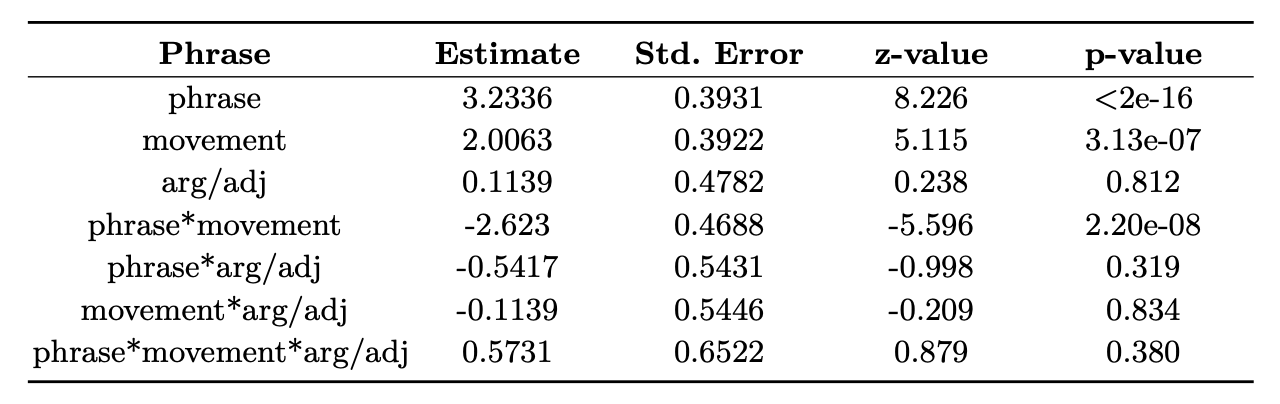 Phrase Estimate Std. Error z-value p-value
phrase 3.2336 0.3931 8.226 <2e-16
movement 2.0063 0.3922 5.115 3.13e-07
arg/adj 0.1139 0.4782 0.238 0.812
phrase*movement -2.623 0.4688 -5.596 2.20e-08
phrase*arg/adj -0.5417 0.5431 -0.998 0.319
movement*arg/adj -0.1139 0.5446 -0.209 0.834
phrase*movement*arg/adj 0.5731 0.6522 0.879 0.380